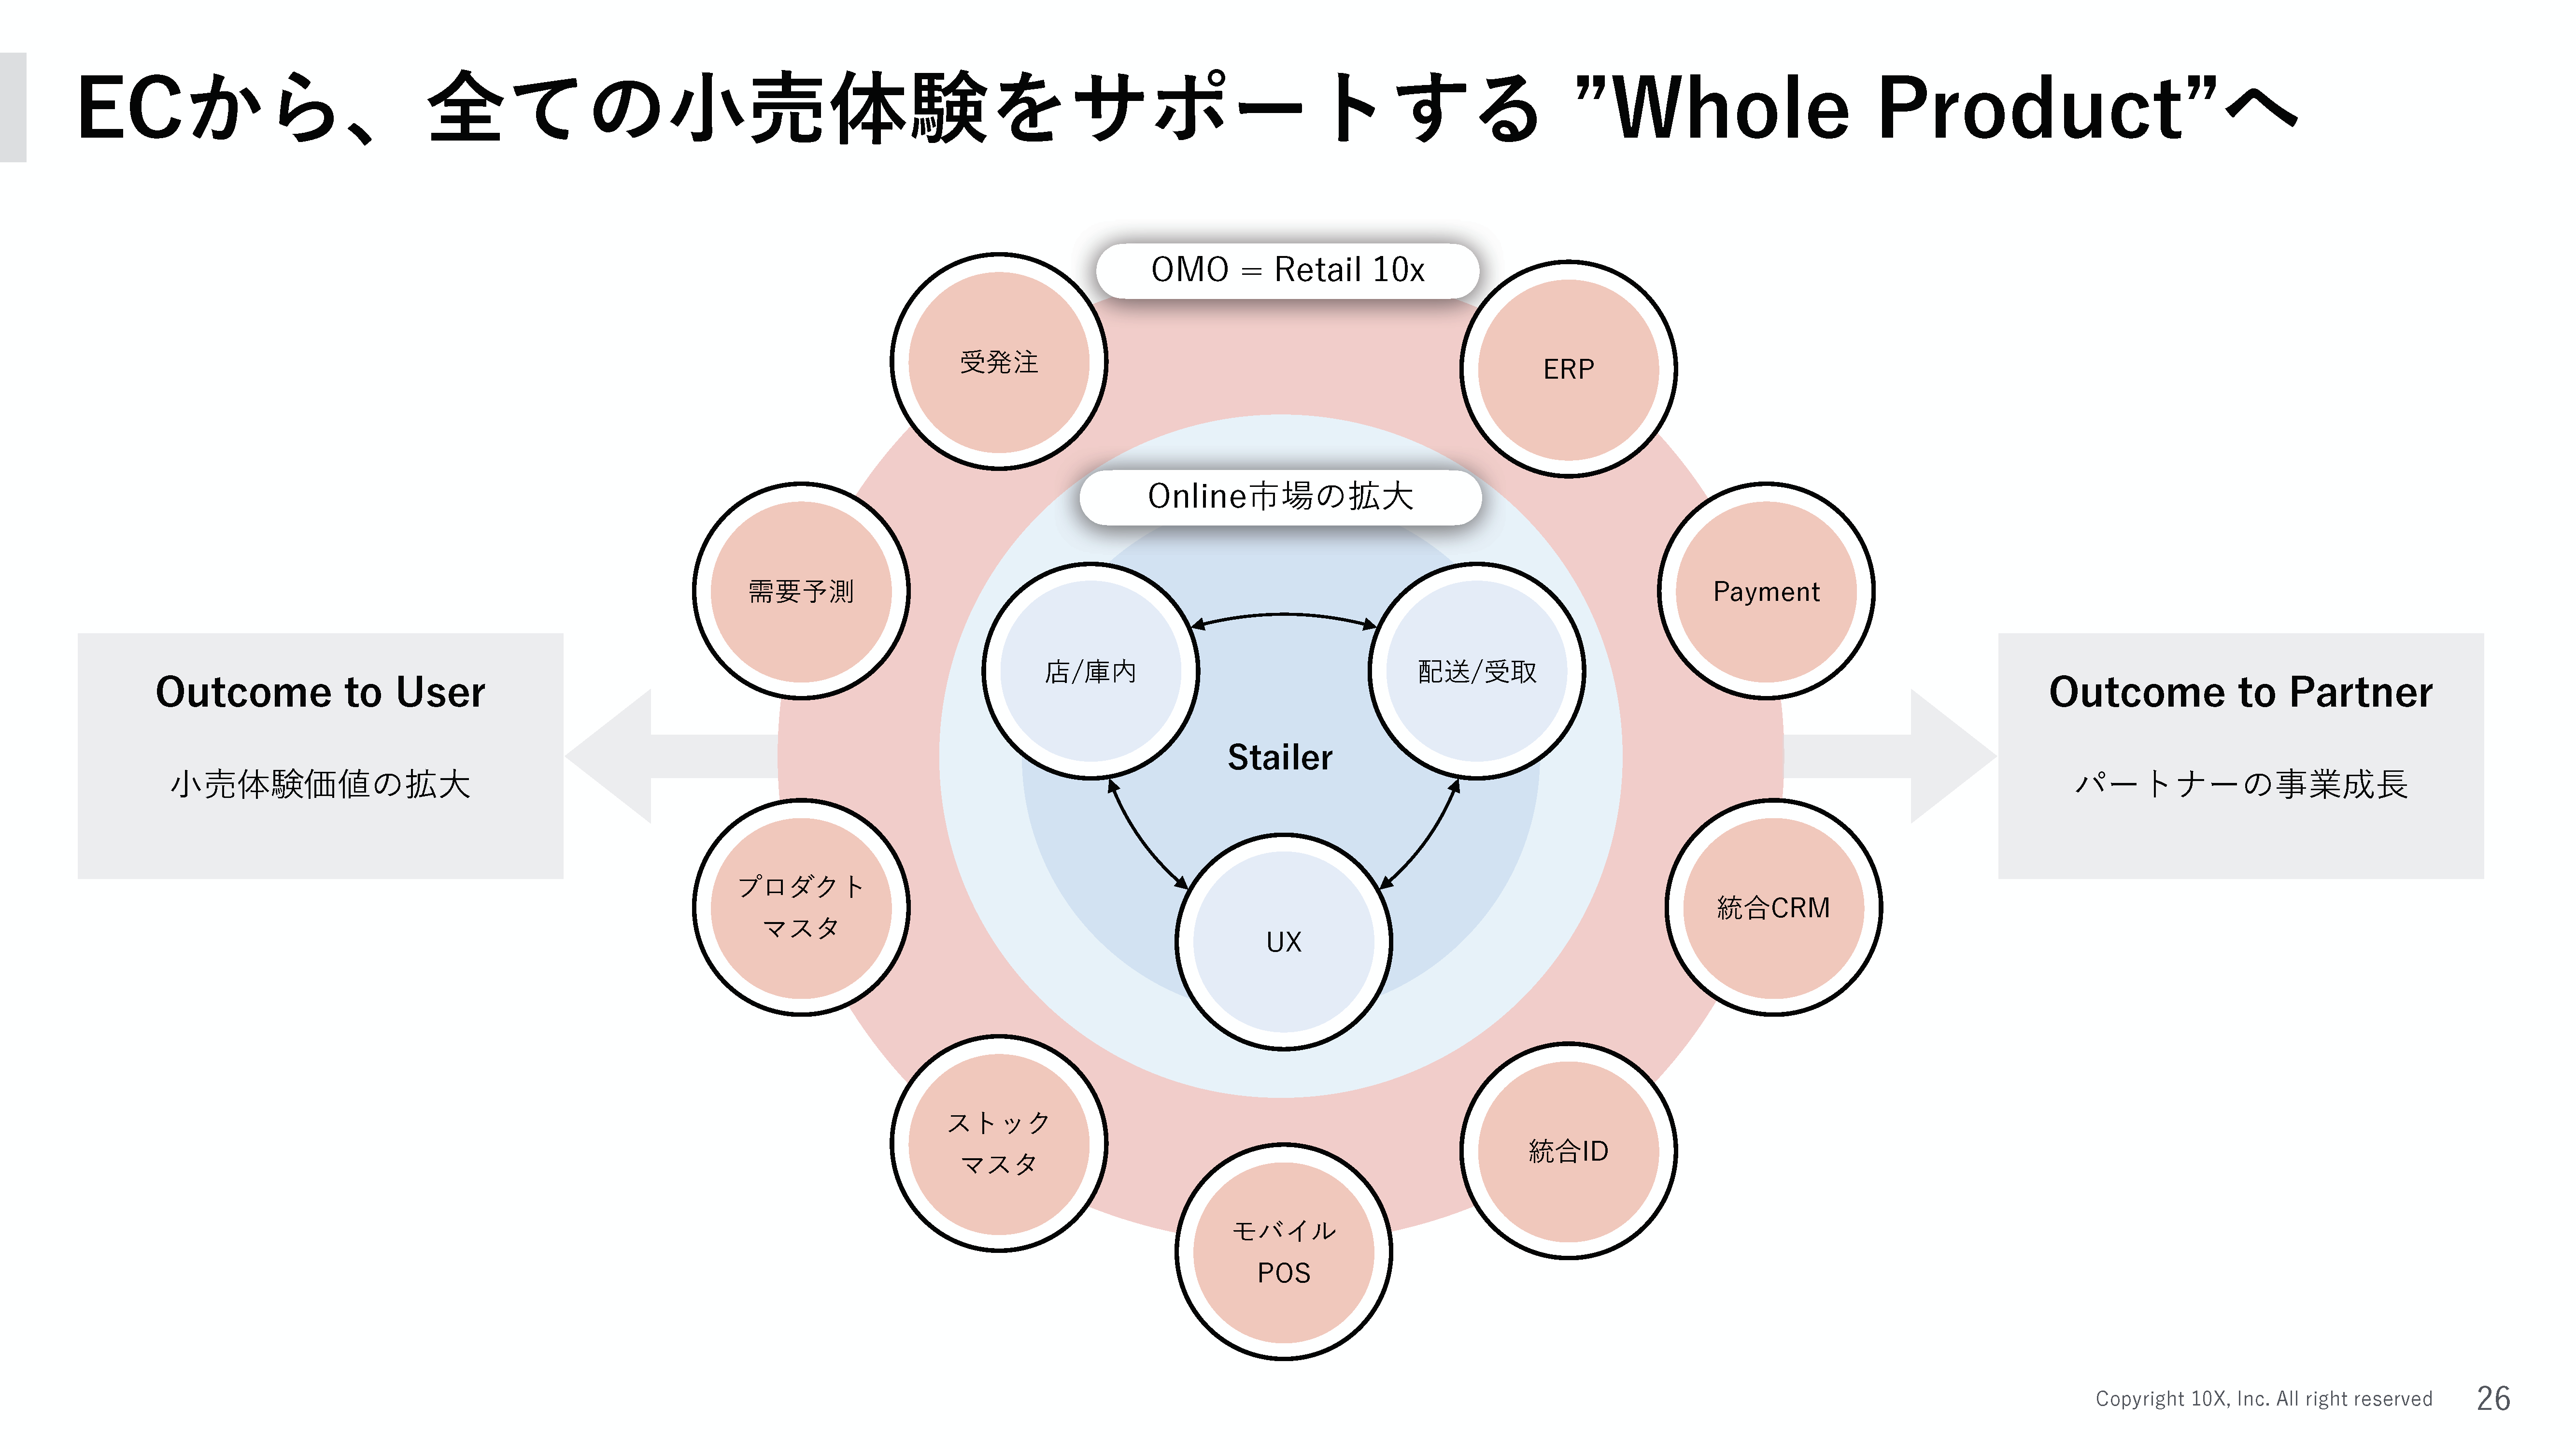 ECから、全ての小売体験をサポートする ”Whole Product”へ
OMO = Retail 10x
受発注
ERP
Online市場の拡大
需要予測
Payment
店/庫内
配送/受取
Outcome to User
小売体験価値の拡大
Stailer
Outcome to Partner
パートナーの事業成長
プロダクト
マスタ
統合CRM
UX
ストック
マスタ
統合ID
モバイル
POS
Copyright 10X, Inc. All right reserved
26